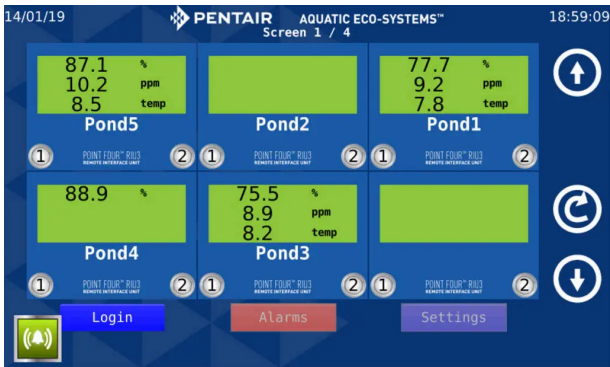 14/01/19
PENTAIR AQUATIC ECO-SYSTEMS™
18:59:09
Screen 1 / 4
87.1 %
10.2 ppm
8.5 temp
Pond5
1 POINT FOUR™ RIU3 2
REMOTE INTERFACE UNIT
Pond2
1 POINT FOUR™ RIU3 2
REMOTE INTERFACE UNIT
77.7 %
9.2 ppm
7.8 temp
Pond1
1 POINT FOUR™ RIU3 2
REMOTE INTERFACE UNIT
88.9 %
Pond4
1 POINT FOUR™ RIU3 2
REMOTE INTERFACE UNIT
75.5 %
8.9 ppm
8.2 temp
Pond3
1 POINT FOUR™ RIU3 2
REMOTE INTERFACE UNIT
1 POINT FOUR™ RIU3 2
REMOTE INTERFACE UNIT
Login
Alarms
Settings